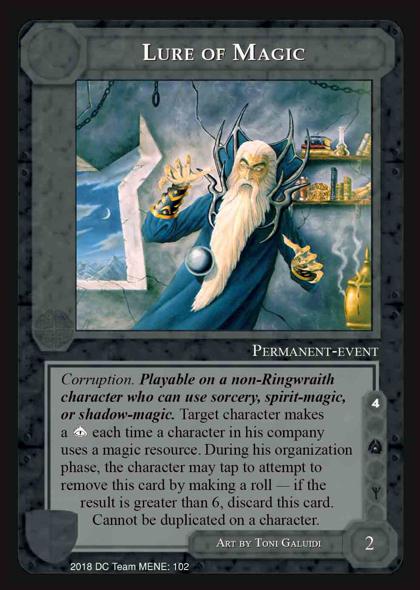 LURE OF MAGIC
PERMANENT-EVENT
Corruption. Playable on a non-Ringwraith
character who can use sorcery, spirit-magic,
or shadow-magic. Target character makes
a each time a character in his company
uses a magic resource. During his organization
phase, the character may tap to attempt to
remove this card by making a roll — if the
result is greater than 6, discard this card.
Cannot be duplicated on a character.
4
ART BY TONI GALUIDI
2
2018 DC Team MENE: 102